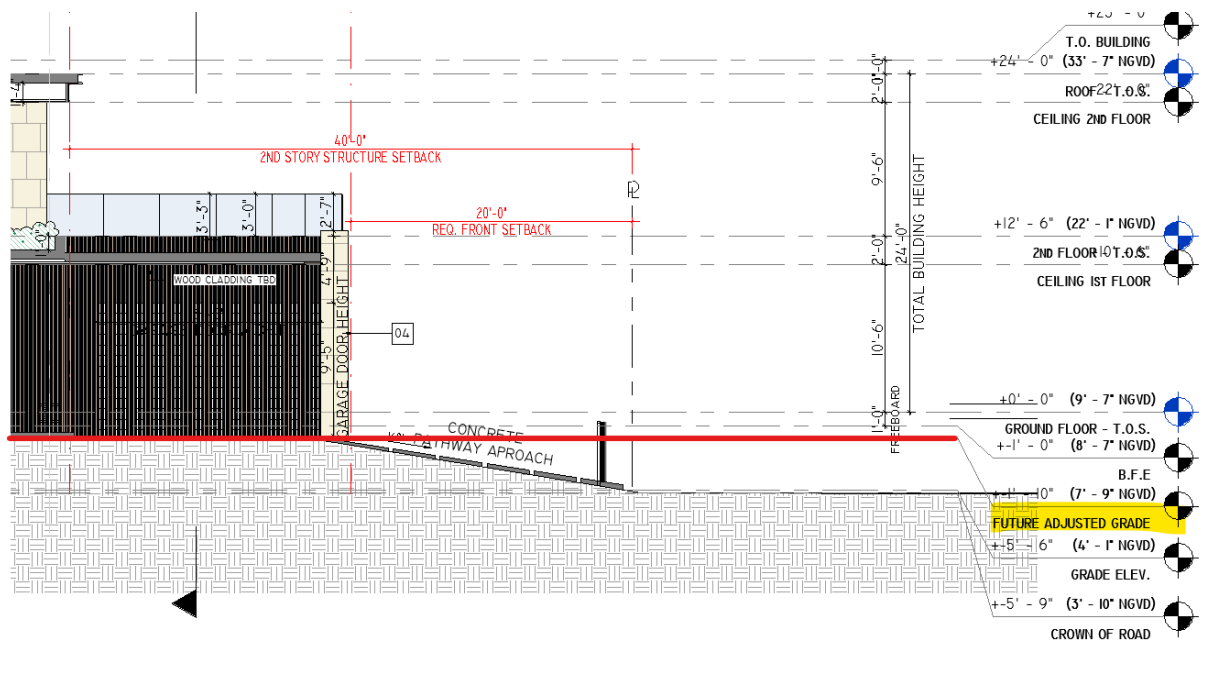 T.O. BUILDING
+24' - 0" (33' - 7" NGVD)
ROOF - T.O.S.
CEILING 2ND FLOOR
40'-0"
2ND STORY STRUCTURE SETBACK
20'-0"
REQ. FRONT SETBACK
3'-3"
3'-0"
2'-7"
2'-0"
9'-6"
2'-0"
24'-0"
TOTAL BUILDING HEIGHT
10'-6"
1'-0"
FREEBOARD
+12' - 6" (22' - 1" NGVD)
2ND FLOOR - T.O.S.
CEILING 1ST FLOOR
WOOD CLADDING TBD
4'-9"
9'-5"
GARAGE DOOR HEIGHT
04
+0' - 0" (9' - 7" NGVD)
GROUND FLOOR - T.O.S.
CONCRETE
PATHWAY APROACH
+-1' - 0" (8' - 7" NGVD)
B.F.E
(7' - 9" NGVD)
FUTURE ADJUSTED GRADE
+-5' - 6" (4' - 1" NGVD)
GRADE ELEV.
+-5' - 9" (3' - 10" NGVD)
CROWN OF ROAD